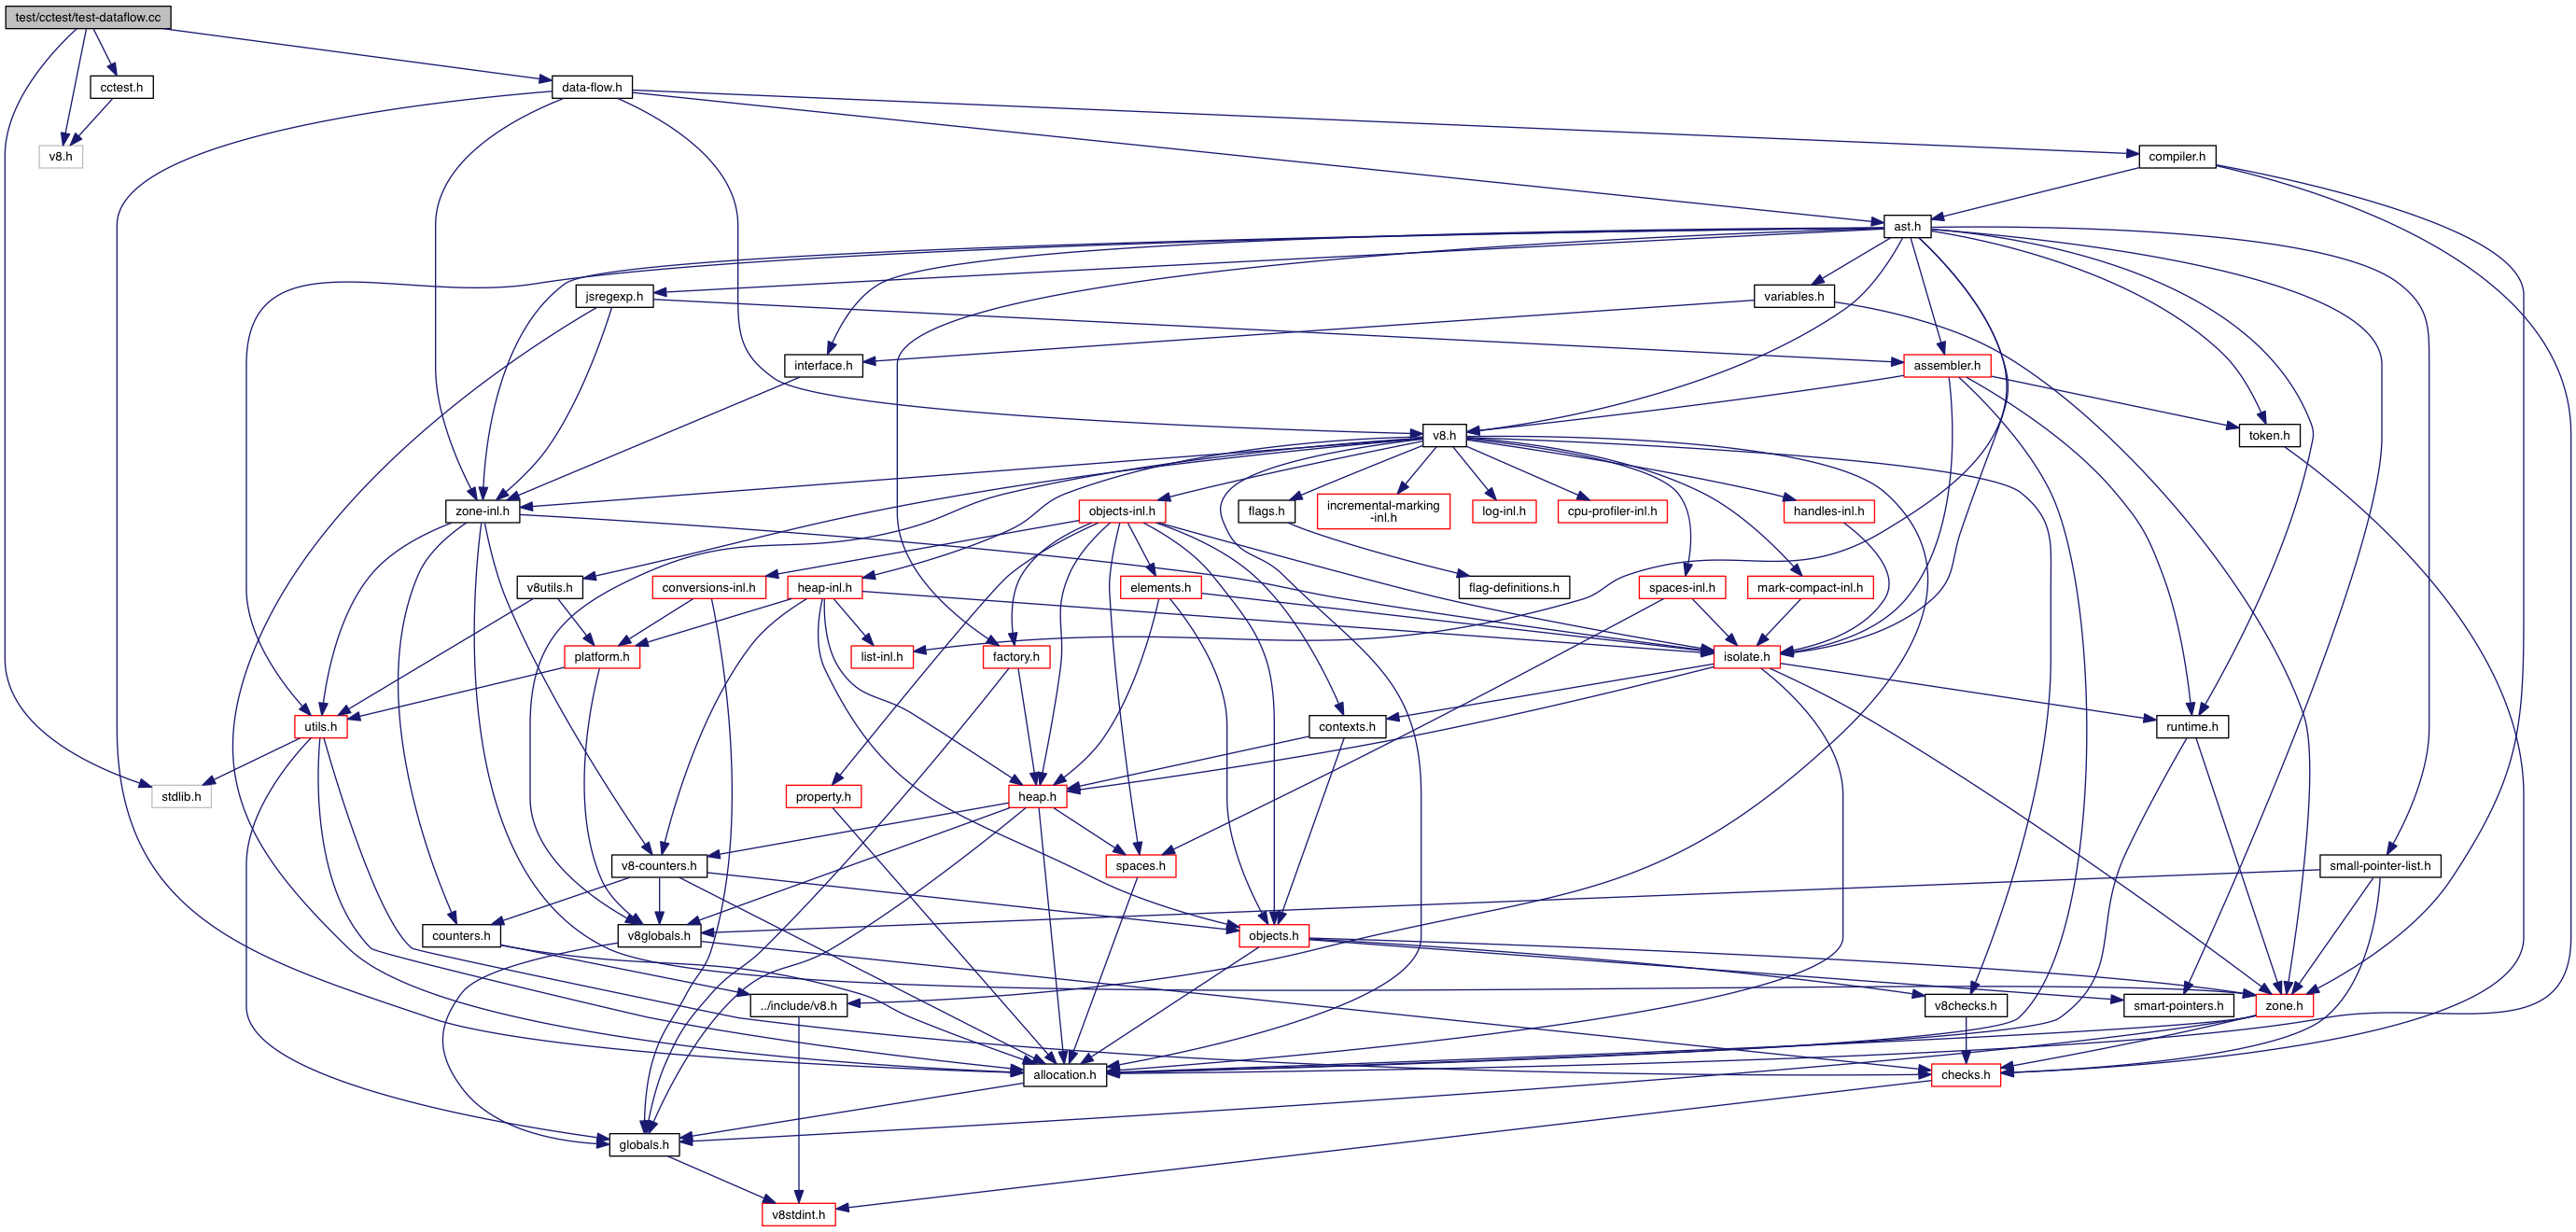 test/cctest/test-dataflow.cc
cctest.h
data-flow.h
v8.h
compiler.h
ast.h
jsregexp.h
variables.h
interface.h
assembler.h
v8.h
token.h
zone-inl.h
objects-inl.h
flags.h
incremental-marking
-inl.h
log-inl.h
cpu-profiler-inl.h
handles-inl.h
v8utils.h
conversions-inl.h
heap-inl.h
elements.h
flag-definitions.h
spaces-inl.h
mark-compact-inl.h
platform.h
list-inl.h
factory.h
isolate.h
utils.h
contexts.h
runtime.h
stdlib.h
property.h
heap.h
v8-counters.h
spaces.h
small-pointer-list.h
counters.h
v8globals.h
objects.h
../include/v8.h
v8checks.h
smart-pointers.h
zone.h
allocation.h
checks.h
globals.h
v8stdint.h